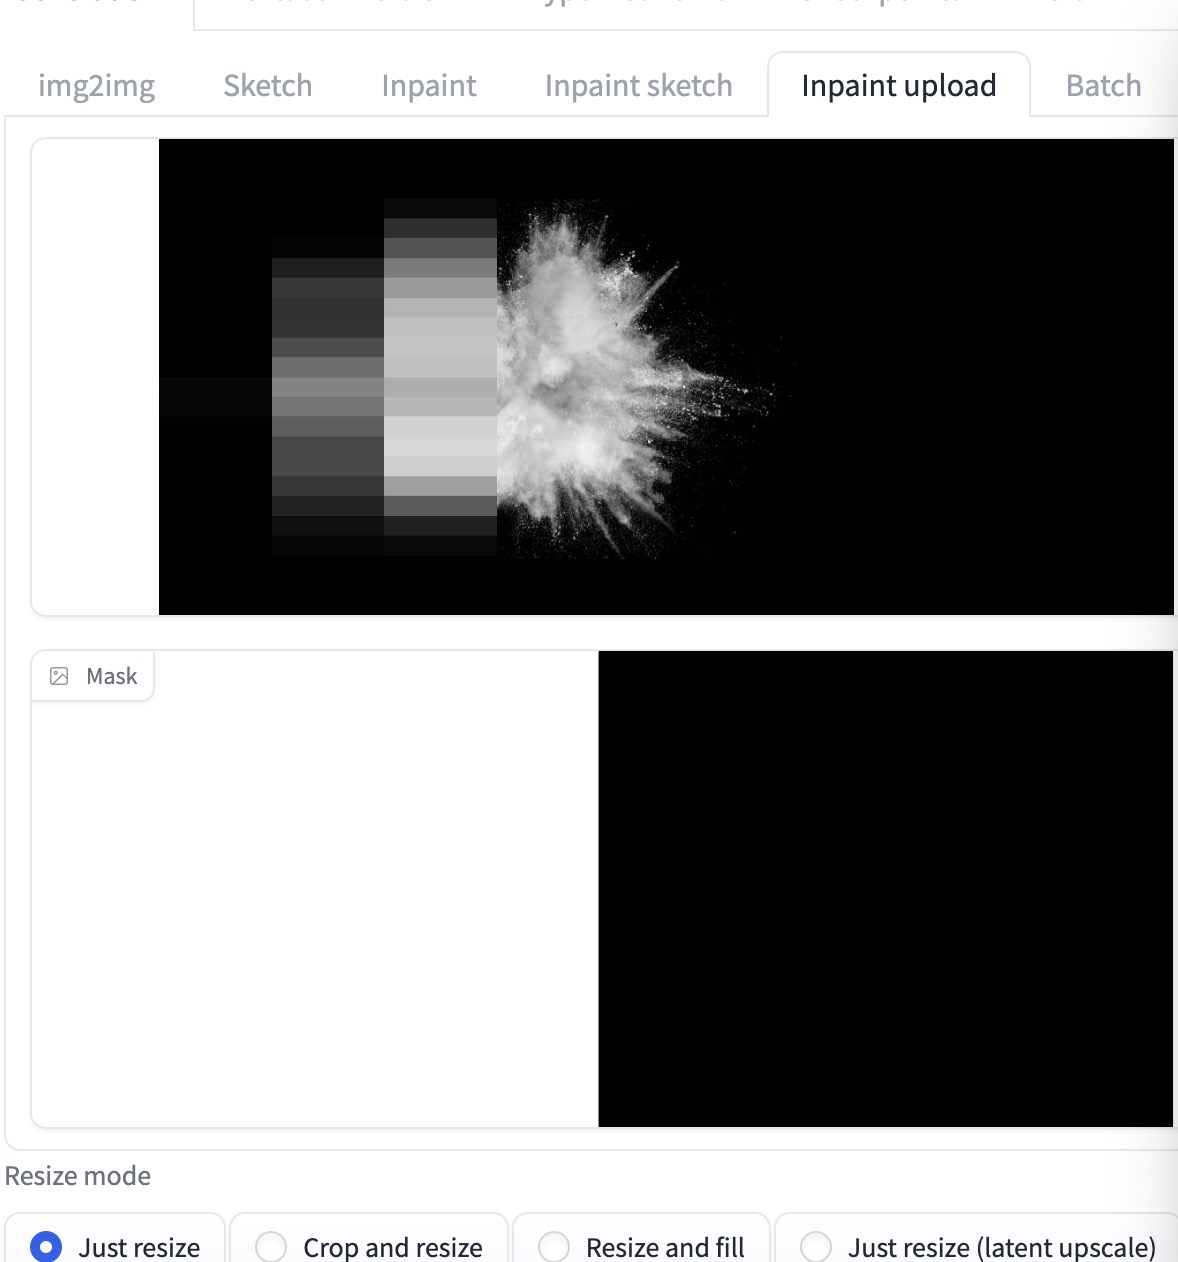 img2img Sketch Inpaint Inpaint sketch Inpaint upload Batch
Mask
Resize mode
Just resize Crop and resize Resize and fill Just resize (latent upscale)